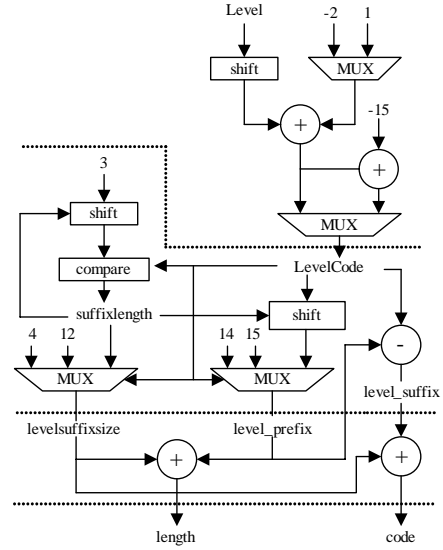 Level -2 1
shift MUX
+ -15
+
3
shift MUX
compare LevelCode
suffixlength shift
4 12 14 15 -
MUX MUX
level_suffix
levelsuffixsize level_prefix
+ +
length code